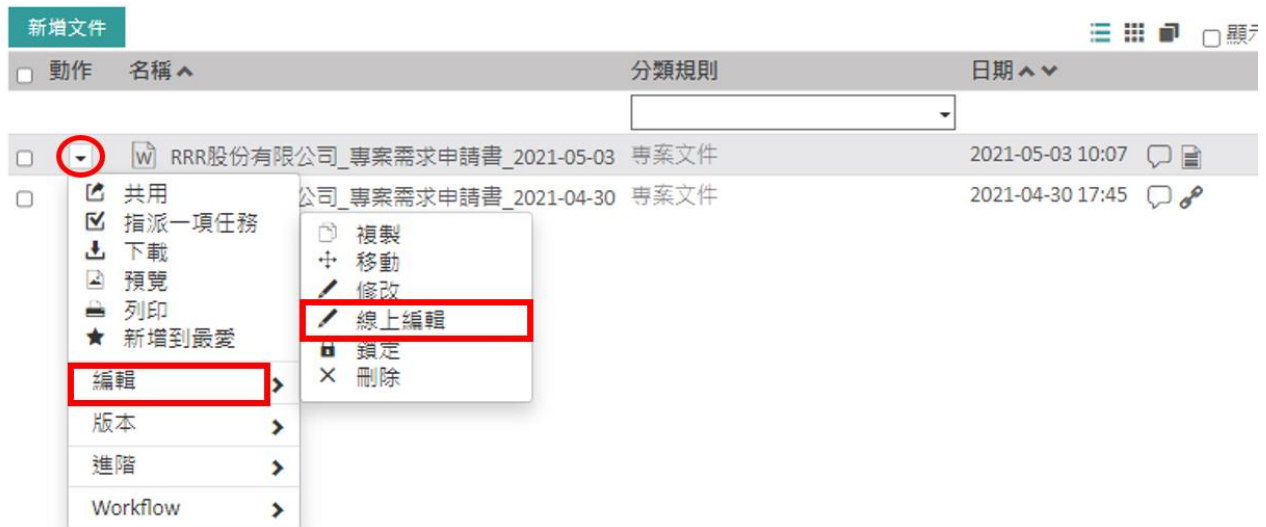 新增文件
顯示
動作 名稱 分類規則 日期
RRR股份有限公司_專案需求申請書_2021-05-03 專案文件 2021-05-03 10:07
公司_專案需求申請書_2021-04-30 專案文件 2021-04-30 17:45
共用
指派一項任務
下載
預覽
列印
新增到最愛
編輯
版本
進階
Workflow
複製
移動
修改
線上編輯
鎖定
刪除